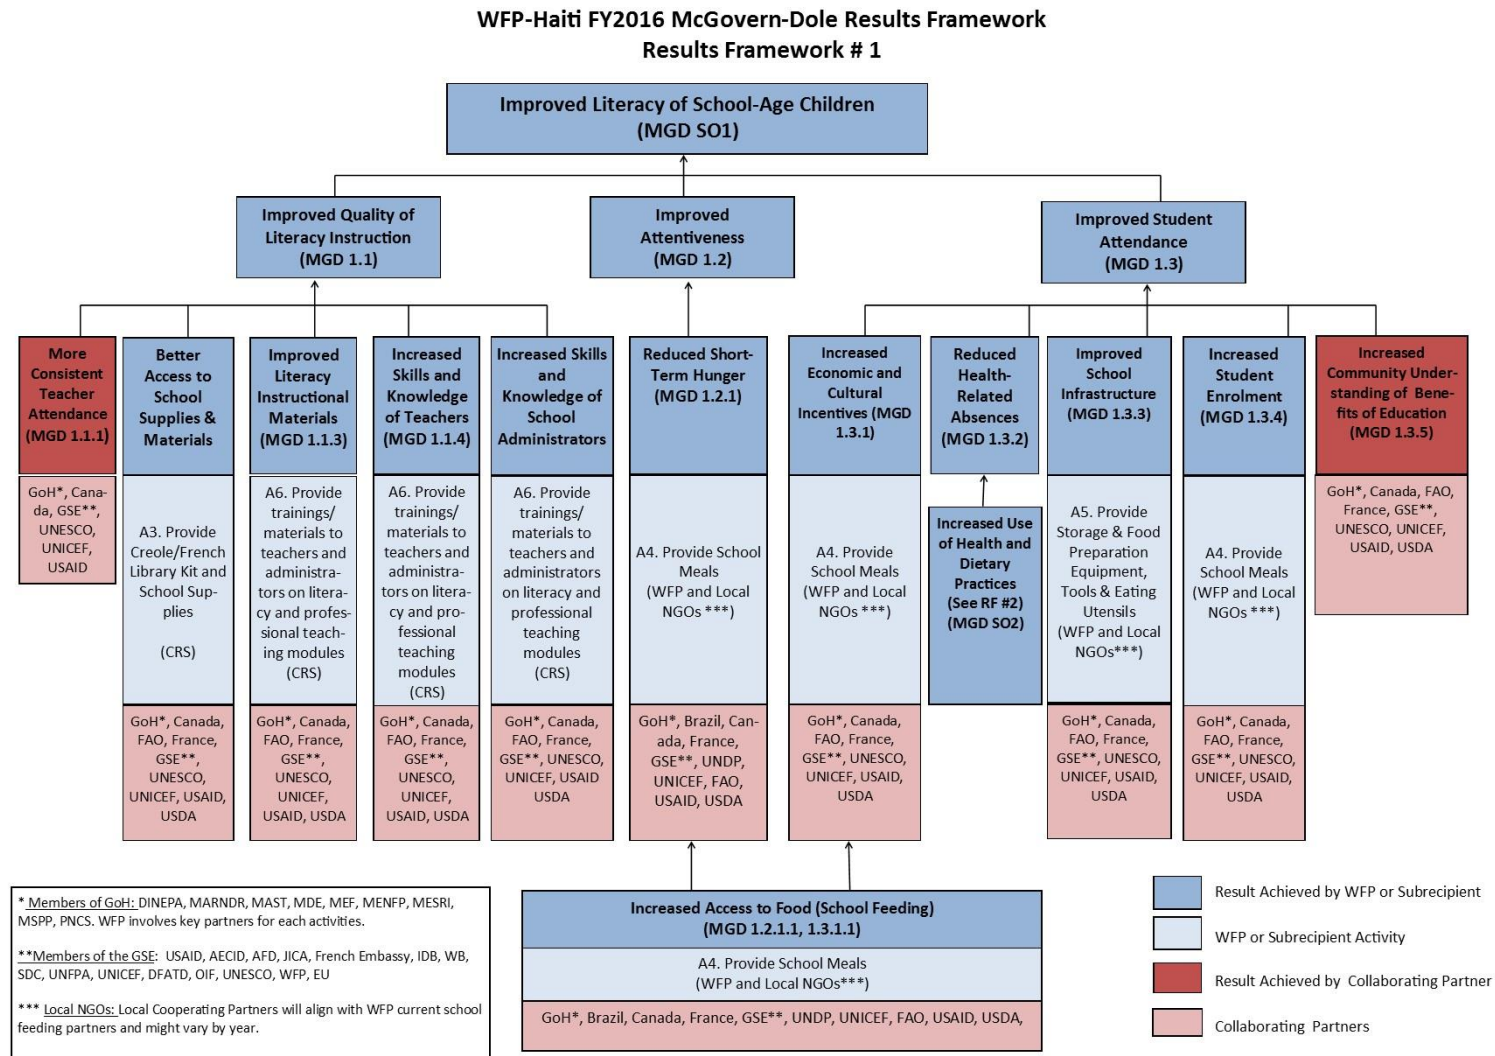 WFP-Haiti FY2016 McGovern-Dole Results Framework
Results Framework # 1
Improved Literacy of School-Age Children
(MGD SO1)
Improved Quality of
Literacy Instruction
(MGD 1.1)
Improved
Attentiveness
(MGD 1.2)
Improved Student
Attendance
(MGD 1.3)
More
Consistent
Teacher
Attendance
(MGD 1.1.1)
GoH*, Cana-
da, GSE**,
UNESCO,
UNICEF,
USAID
Better
Access to
School
Supplies &
Materials
A3. Provide
Creole/French
Library Kit and
School Sup-
plies
(CRS)
GoH*, Canada,
FAO, France,
GSE**,
UNESCO,
UNICEF, USAID,
USDA
Improved
Literacy
Instructional
Materials
(MGD 1.1.3)
A6. Provide
trainings/
materials to
teachers and
administra-
tors on litera-
cy and profes-
sional teach-
ing modules
(CRS)
GoH*, Canada,
FAO, France,
GSE**,
UNESCO,
UNICEF,
USAID, USDA
Increased
Skills and
Knowledge
of Teachers
(MGD 1.1.4)
A6. Provide
trainings/
materials to
teachers and
administra-
tors on litera-
cy and pro-
fessional
teaching
modules
(CRS)
GoH*, Canada,
FAO, France,
GSE**,
UNESCO,
UNICEF,
USAID, USDA
Increased Skills
and
Knowledge of
School
Administrators
A6. Provide
trainings/
materials to
teachers and
administrators
on literacy and
professional
teaching
modules
(CRS)
GoH*, Canada,
FAO, France,
GSE**, UNESCO,
UNICEF, USAID
USDA
Reduced Short-
Term Hunger
(MGD 1.2.1)
A4. Provide School
Meals
(WFP and Local
NGOs ***)
GoH*, Brazil, Can-
ada, France,
GSE**, UNDP,
UNICEF, FAO,
USAID, USDA
Increased
Economic and
Cultural
Incentives (MGD
1.3.1)
A4. Provide
School Meals
(WFP and Local
NGOs ***)
GoH*, Canada,
FAO, France,
GSE**, UNESCO,
UNICEF, USAID,
USDA
Reduced
Health-
Related
Absences
(MGD 1.3.2)
Increased Use
of Health and
Dietary
Practices
(See RF #2)
(MGD SO2)
Improved
School
Infrastructure
(MGD 1.3.3)
A5. Provide
Storage & Food
Preparation
Equipment,
Tools & Eating
Utensils
(WFP and Local
NGOs***)
GoH*, Canada,
FAO, France,
GSE**, UNESCO,
UNICEF, USAID,
USDA
Increased
Student
Enrolment
(MGD 1.3.4)
A4. Provide
School Meals
(WFP and Local
NGOs ***)
GoH*, Canada,
FAO, France,
GSE**, UNESCO,
UNICEF, USAID,
USDA
Increased
Community Under-
standing of Bene-
fits of Education
(MGD 1.3.5)
GoH*, Canada, FAO,
France, GSE**,
UNESCO, UNICEF,
USAID, USDA
Increased Access to Food (School Feeding)
(MGD 1.2.1.1, 1.3.1.1)
A4. Provide School Meals
(WFP and Local NGOs***)
GoH*, Brazil, Canada, France, GSE**, UNDP, UNICEF, FAO, USAID, USDA,
* Members of GoH: DINEPA, MARNDR, MAST, MDE, MEF, MENFP, MESRI,
MSPP, PNCS. WFP involves key partners for each activities.
**Members of the GSE: USAID, AECID, AFD, JICA, French Embassy, IDB, WB,
SDC, UNFPA, UNICEF, DFATD, OIF, UNESCO, WFP, EU
*** Local NGOs: Local Cooperating Partners will align with WFP current school
feeding partners and might vary by year.
Result Achieved by WFP or Subrecipient
WFP or Subrecipient Activity
Result Achieved by Collaborating Partner
Collaborating Partners